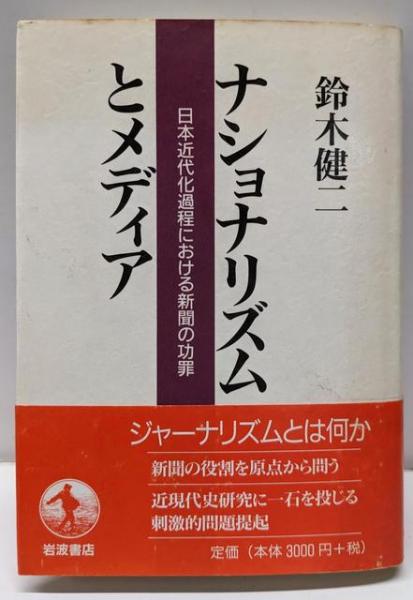 鈴木健二
ナショナリズム
とメディア
日本近代化過程における新聞の功罪
ジャーナリズムとは何か
新聞の役割を原点から問う
近現代史研究に一石を投じる
刺激的問題提起
岩波書店
定価（本体3000円+税）